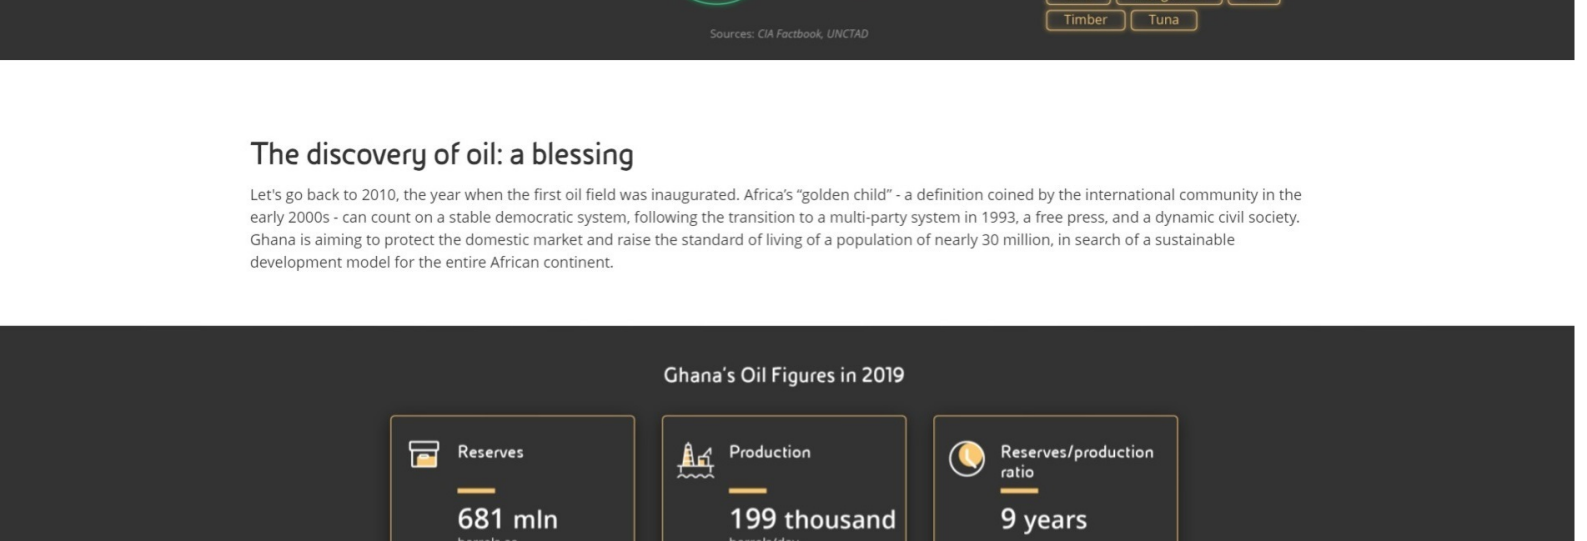 Timber Tuna
Sources: CIA Factbook, UNCTAD
The discovery of oil: a blessing
Let's go back to 2010, the year when the first oil field was inaugurated. Africa’s “golden child” - a definition coined by the international community in the
early 2000s - can count on a stable democratic system, following the transition to a multi-party system in 1993, a free press, and a dynamic civil society.
Ghana is aiming to protect the domestic market and raise the standard of living of a population of nearly 30 million, in search of a sustainable
development model for the entire African continent.
Ghana's Oil Figures in 2019
Reserves
681 mln
Production
199 thousand
Reserves/production
ratio
9 years